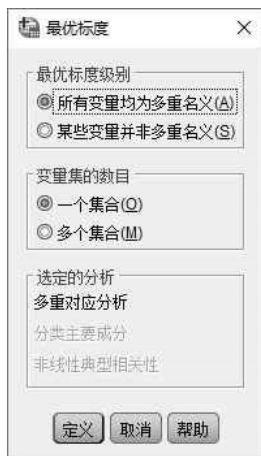 最优标度
最优标度级别
所有变量均为多重名义(A)
某些变量并非多重名义(S)
变量集的数目
一个集合(O)
多个集合(M)
选定的分析
多重对应分析
分类主要成分
非线性典型相关性
定义 取消 帮助